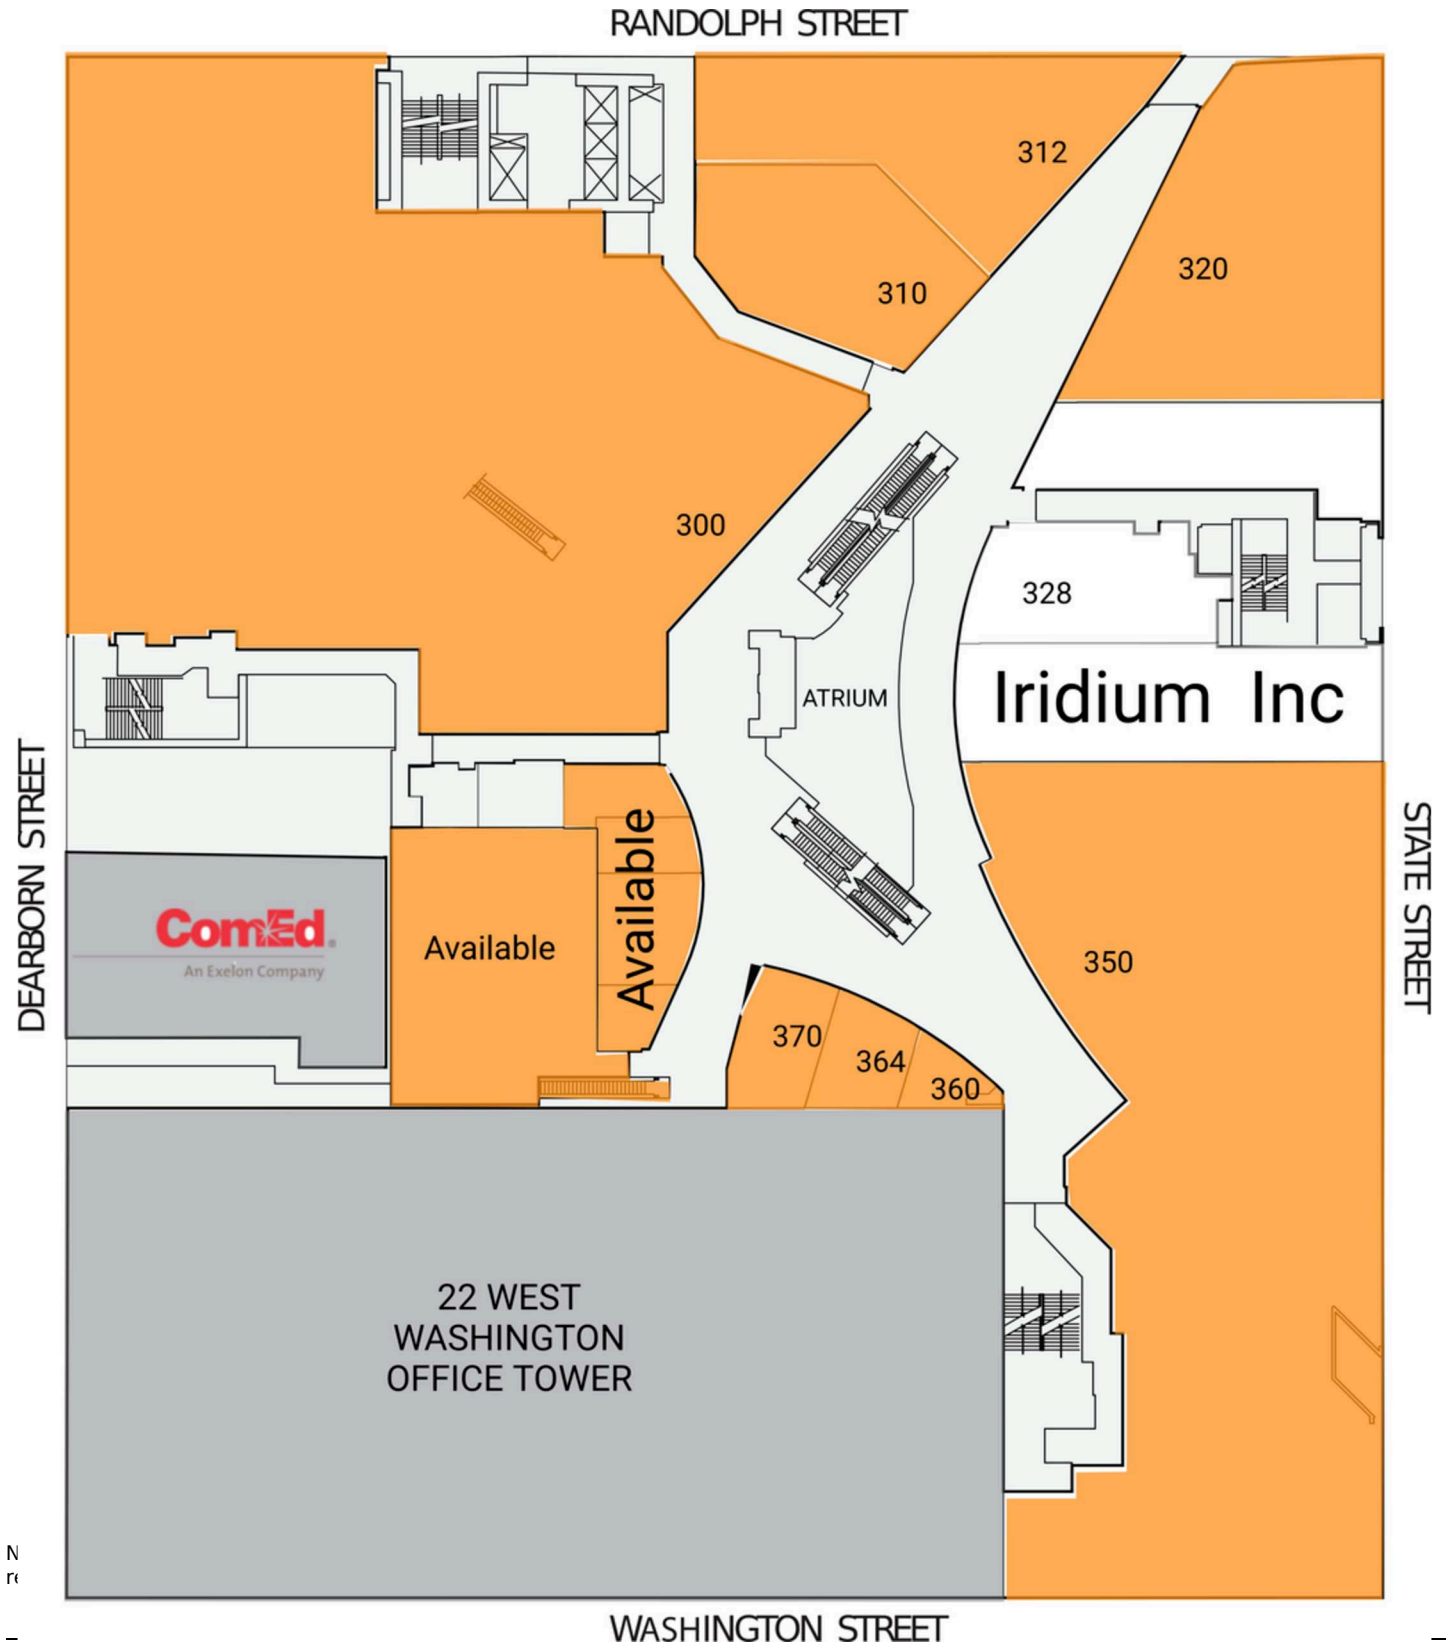 RANDOLPH STREET
312
320
310
300
328
Iridium Inc
ATRIUM
DEARBORN STREET
STATE STREET
Available
ComEd
An Exelon Company
Available
350
370
364
360
22 WEST
WASHINGTON
OFFICE TOWER
N
re
WASHINGTON STREET